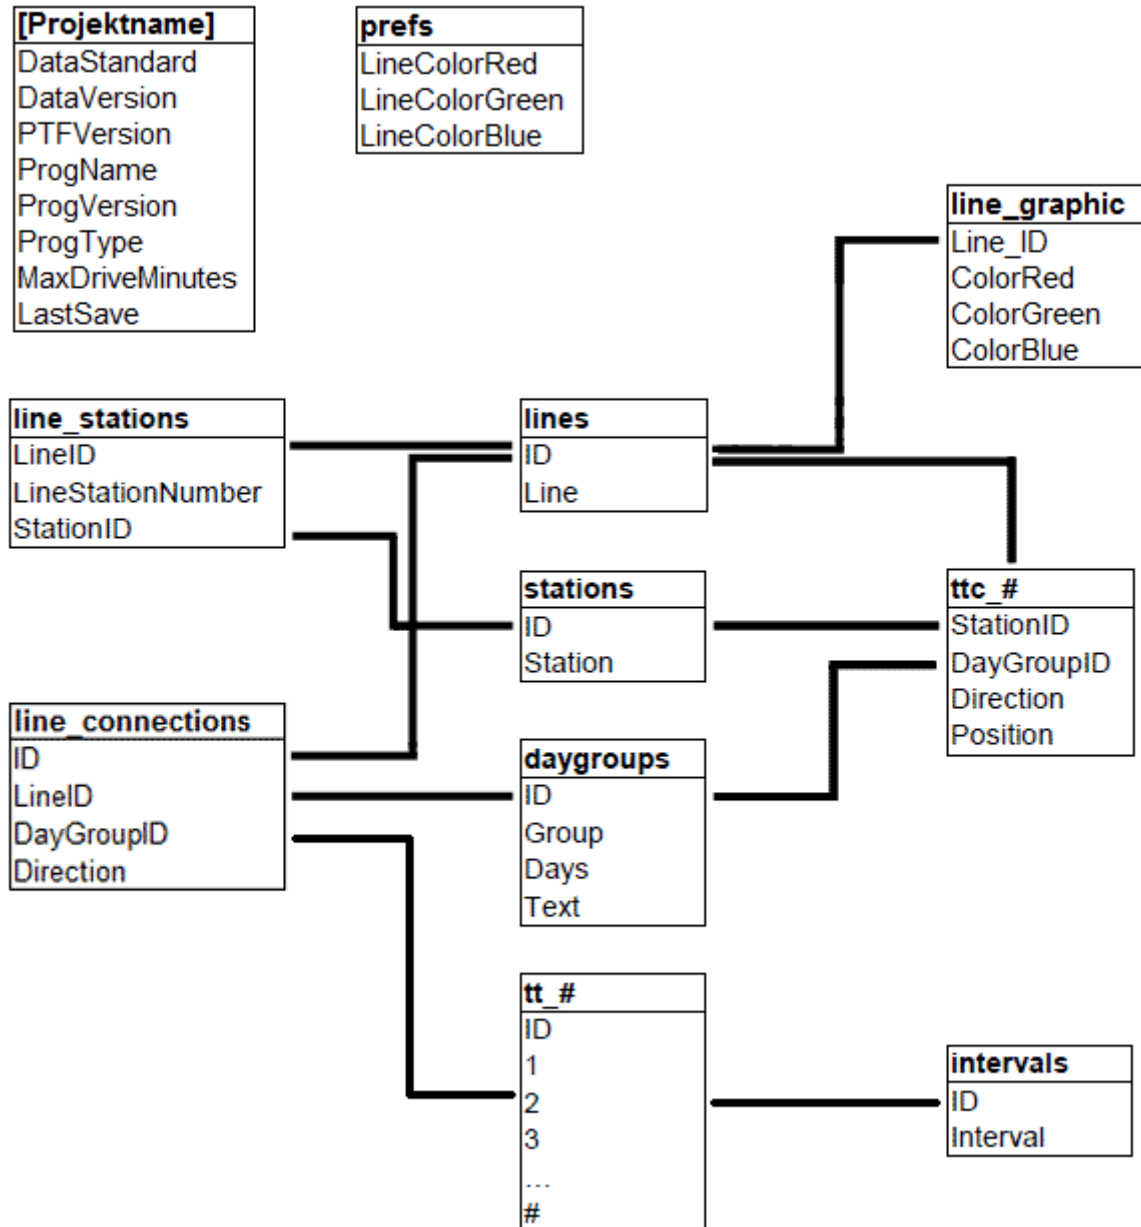 [Projektname]
DataStandard
DataVersion
PTFVersion
ProgName
ProgVersion
ProgType
MaxDriveMinutes
LastSave
prefs
LineColorRed
LineColorGreen
LineColorBlue
line_graphic
Line_ID
ColorRed
ColorGreen
ColorBlue
line_stations
LineID
LineStationNumber
StationID
lines
ID
Line
stations
ID
Station
ttc_#
StationID
DayGroupID
Direction
Position
line_connections
ID
LineID
DayGroupID
Direction
daygroups
ID
Group
Days
Text
tt_#
ID
1
2
3
...
#
intervals
ID
Interval